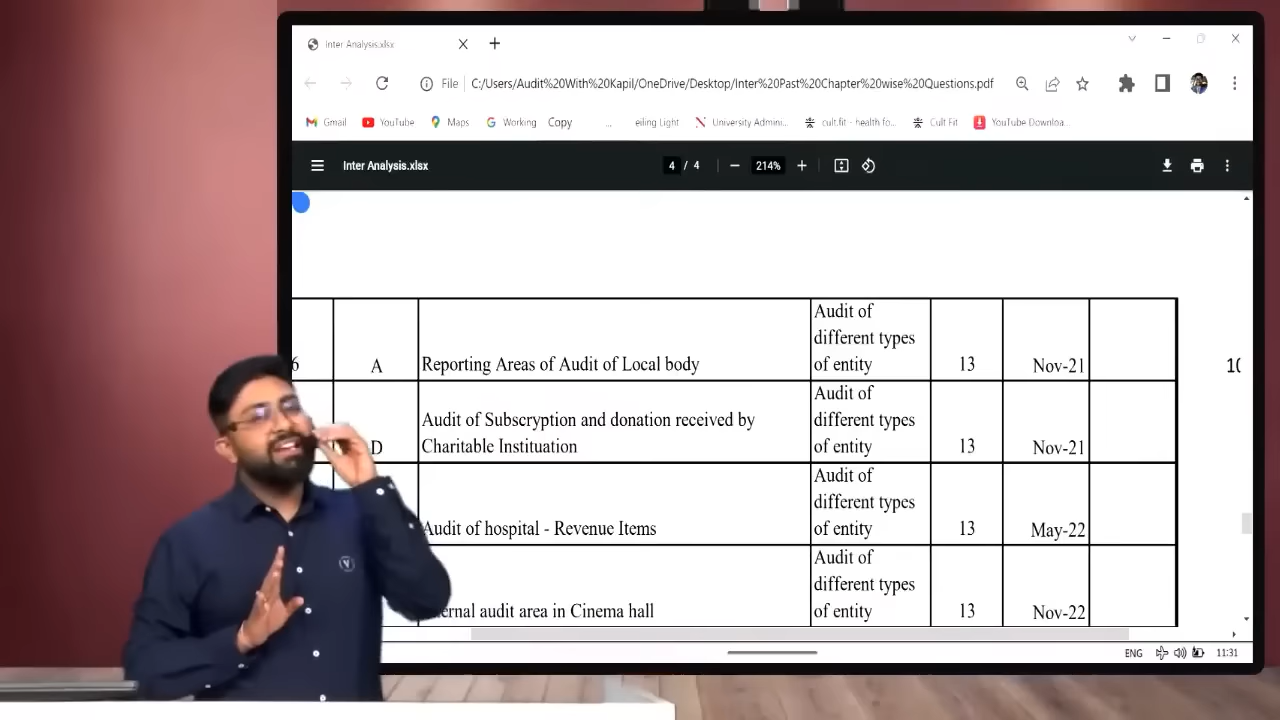 Inter Analysis.xlsx
File C:/Users/Audit%20With%20Kapil/OneDrive/Desktop/Inter%20Past%20Chapter%20wise%20Questions.pdf
Gmail YouTube Maps Working Copy ... eiling Light University Admini... cult.fit - health fo... Cult Fit YouTube Downloa...
Inter Analysis.xlsx 4 / 4 214%
6 A Reporting Areas of Audit of Local body Audit of different types of entity 13 Nov-21 10
D Audit of Subscryption and donation received by Charitable Instituation Audit of different types of entity 13 Nov-21
Audit of hospital - Revenue Items Audit of different types of entity 13 May-22
ernal audit area in Cinema hall Audit of different types of entity 13 Nov-22
ENG 11:31
V